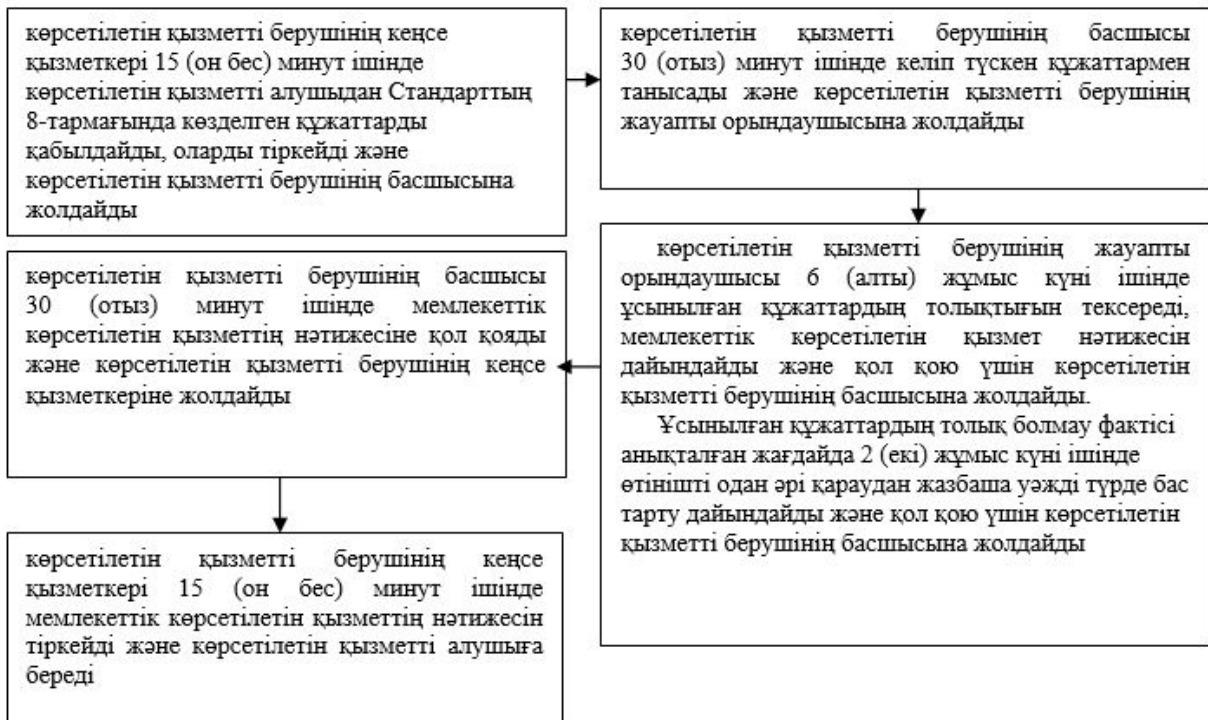 көрсетілетін қызметті берушінің кеңсе
қызметкері 15 (он бес) минут ішінде
көрсетілетін қызметті алушыдан Стандарттың
8-тармағында көзделген құжаттарды
қабылдайды, оларды тіркейді және
көрсетілетін қызметті берушінің басшысына
жолдайды
көрсетілетін қызметті берушінің басшысы
30 (отыз) минут ішінде келіп түскен құжаттармен
танысады және көрсетілетін қызметті берушінің
жауапты орындаушысына жолдайды
көрсетілетін қызметті берушінің жауапты
орындаушысы 6 (алты) жұмыс күні ішінде
ұсынылған құжаттардың толықтығын тексереді,
мемлекеттік көрсетілетін қызмет нәтижесін
дайындайды және қол қою үшін көрсетілетін
қызметті берушінің басшысына жолдайды.
Ұсынылған құжаттардың толық болмау фактісі
анықталған жағдайда 2 (екі) жұмыс күні ішінде
өтінішті одан әрі қараудан жазбаша уәжді түрде бас
тарту дайындайды және қол қою үшін көрсетілетін
қызметті берушінің басшысына жолдайды
көрсетілетін қызметті берушінің басшысы
30 (отыз) минут ішінде мемлекеттік
көрсетілетін қызметтің нәтижесіне қол қояды
және көрсетілетін қызметті берушінің кеңсе
қызметкеріне жолдайды
көрсетілетін қызметті берушінің кеңсе
қызметкері 15 (он бес) минут ішінде
мемлекеттік көрсетілетін қызметтің нәтижесін
тіркейді және көрсетілетін қызметті алушыға
береді